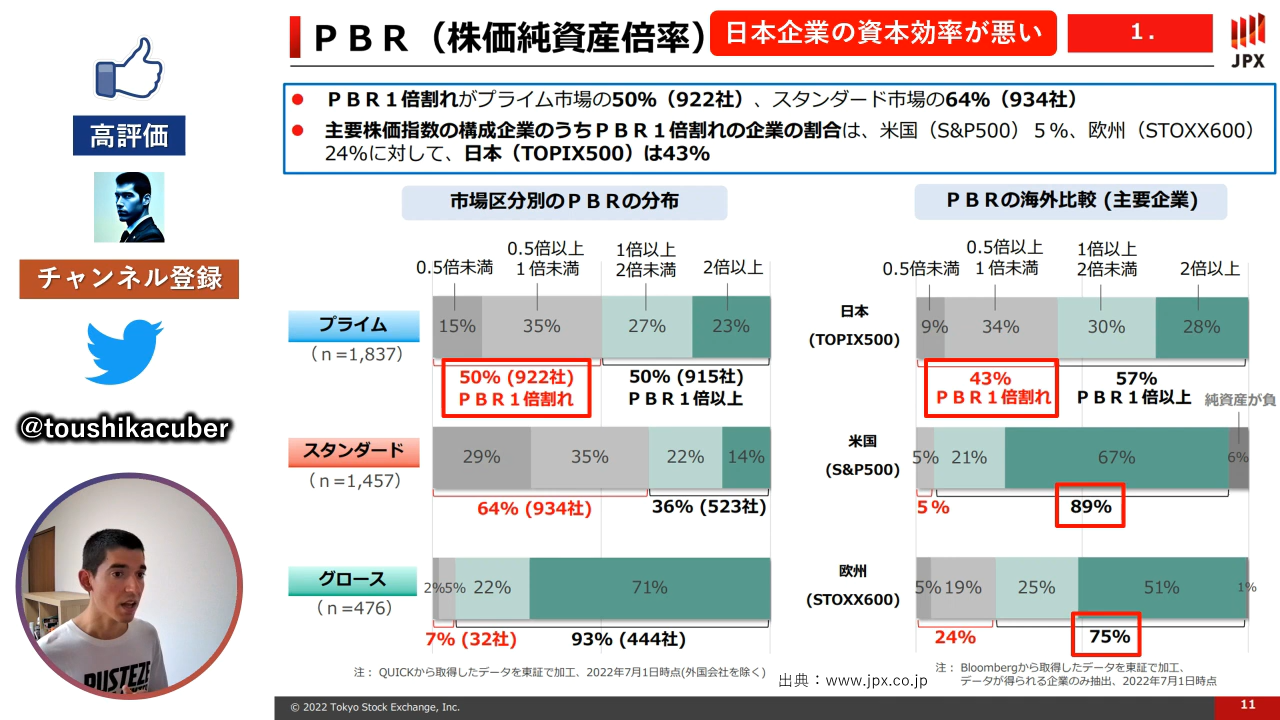 ＰＢＲ（株価純資産倍率）
日本企業の資本効率が悪い
１.
JPX
高評価
チャンネル登録
@toushikacuber
● ＰＢＲ１倍割れがプライム市場の50%（922社）、スタンダード市場の64%（934社）
● 主要株価指数の構成企業のうちＰＢＲ１倍割れの企業の割合は、米国（S&P500）５%、欧州（STOXX600）
24%に対して、日本（TOPIX500）は43%
市場区分別のＰＢＲの分布
0.5倍未満
0.5倍以上
１倍未満
1倍以上
2倍未満
2倍以上
プライム
（ｎ=1,837）
15% 35% 27% 23%
50% (922社)
ＰＢＲ１倍割れ
50% (915社)
ＰＢＲ１倍以上
スタンダード
（ｎ=1,457）
29% 35% 22% 14%
64% (934社)
36% (523社)
グロース
（ｎ=476）
2% 5% 22% 71%
7% (32社)
93% (444社)
注： QUICKから取得したデータを東証で加工、2022年7月1日時点(外国会社を除く)
ＰＢＲの海外比較 (主要企業)
0.5倍未満
0.5倍以上
１倍未満
1倍以上
2倍未満
2倍以上
日本
(TOPIX500)
9% 34% 30% 28%
43%
ＰＢＲ１倍割れ
57%
ＰＢＲ１倍以上
純資産が負
米国
(S&P500)
5% 21% 67% 6%
５%
89%
欧州
(STOXX600)
5% 19% 25% 51% 1%
24%
75%
注： Bloombergから取得したデータを東証で加工、
データが得られる企業のみ抽出、2022年7月1日時点
出典：www.jpx.co.jp
© 2022 Tokyo Stock Exchange, Inc.
11